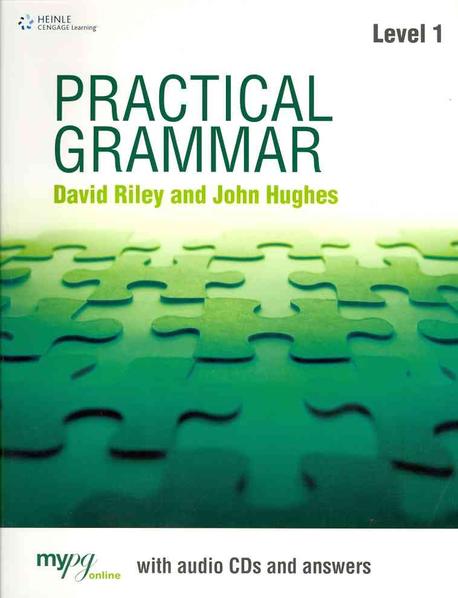 HEINLE
CENGAGE Learning
Level 1
PRACTICAL
GRAMMAR
David Riley and John Hughes
mypg
online
with audio CDs and answers